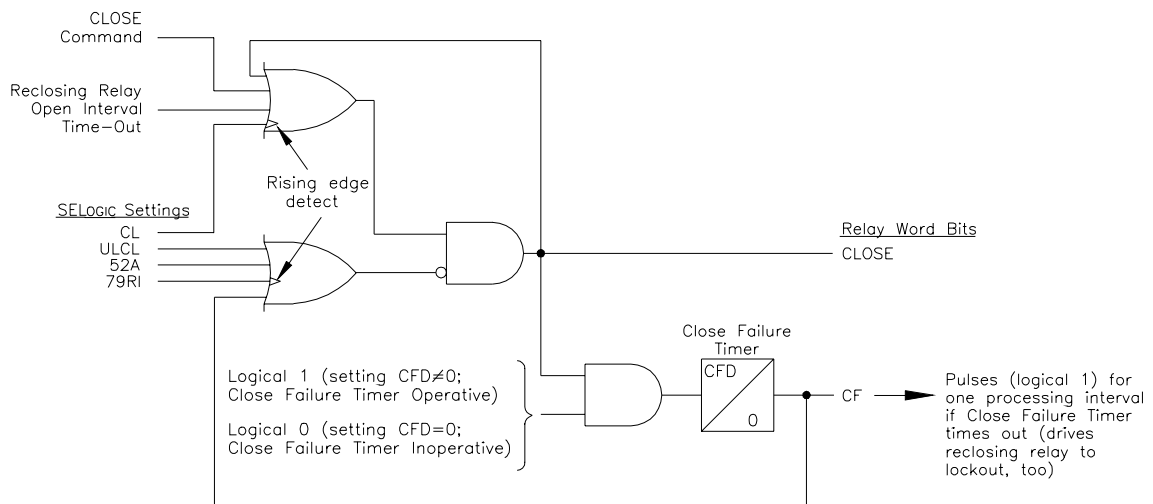 CLOSE
Command
Reclosing Relay
Open Interval
Time-Out
Rising edge
detect
SELOGIC Settings
CL
ULCL
52A
79RI
Relay Word Bits
CLOSE
Close Failure
Timer
CFD
0
Logical 1 (setting CFD≠0;
Close Failure Timer Operative)
Logical 0 (setting CFD=0;
Close Failure Timer Inoperative)
CF
Pulses (logical 1) for
one processing interval
if Close Failure Timer
times out (drives
reclosing relay to
lockout, too)